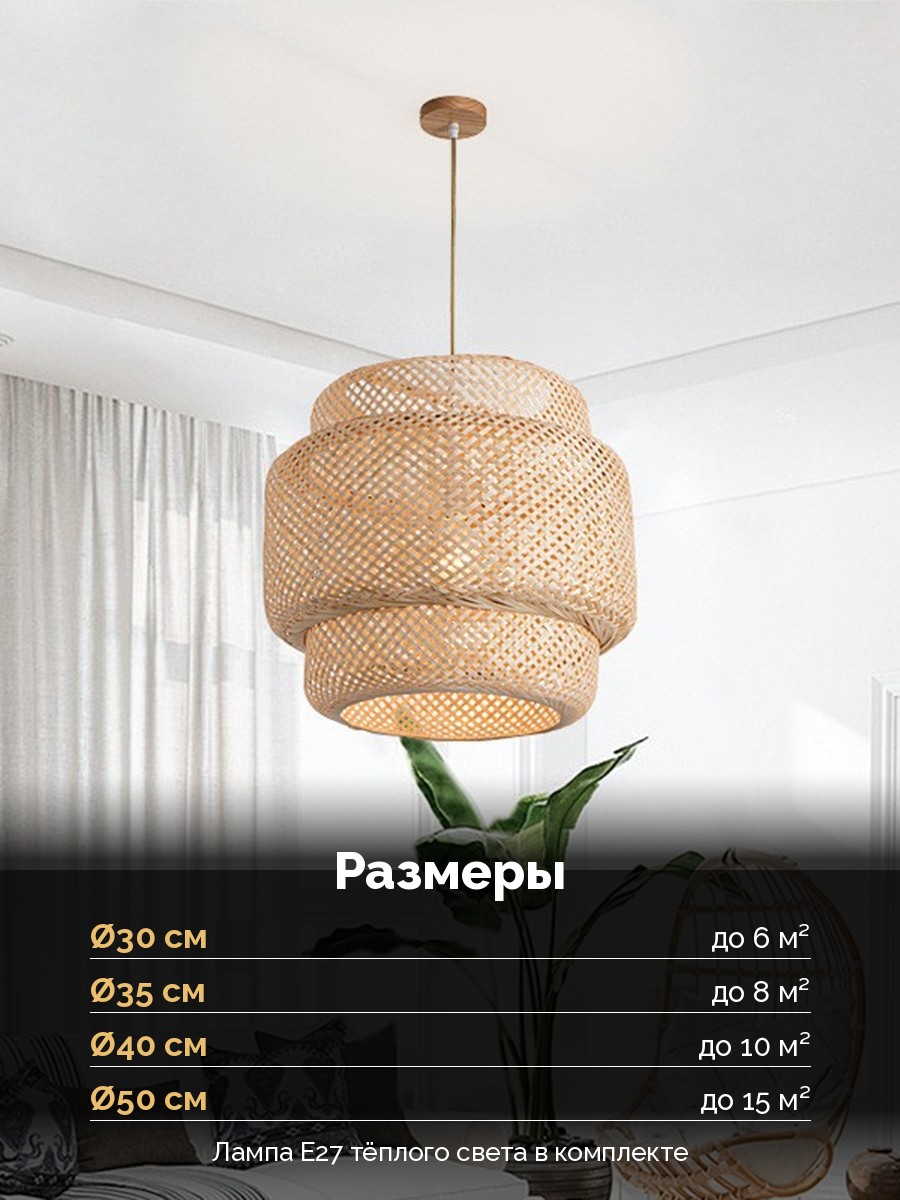 Размеры
Ø30 см до 6 м²
Ø35 см до 8 м²
Ø40 см до 10 м²
Ø50 см до 15 м²
Лампа E27 тёплого света в комплекте